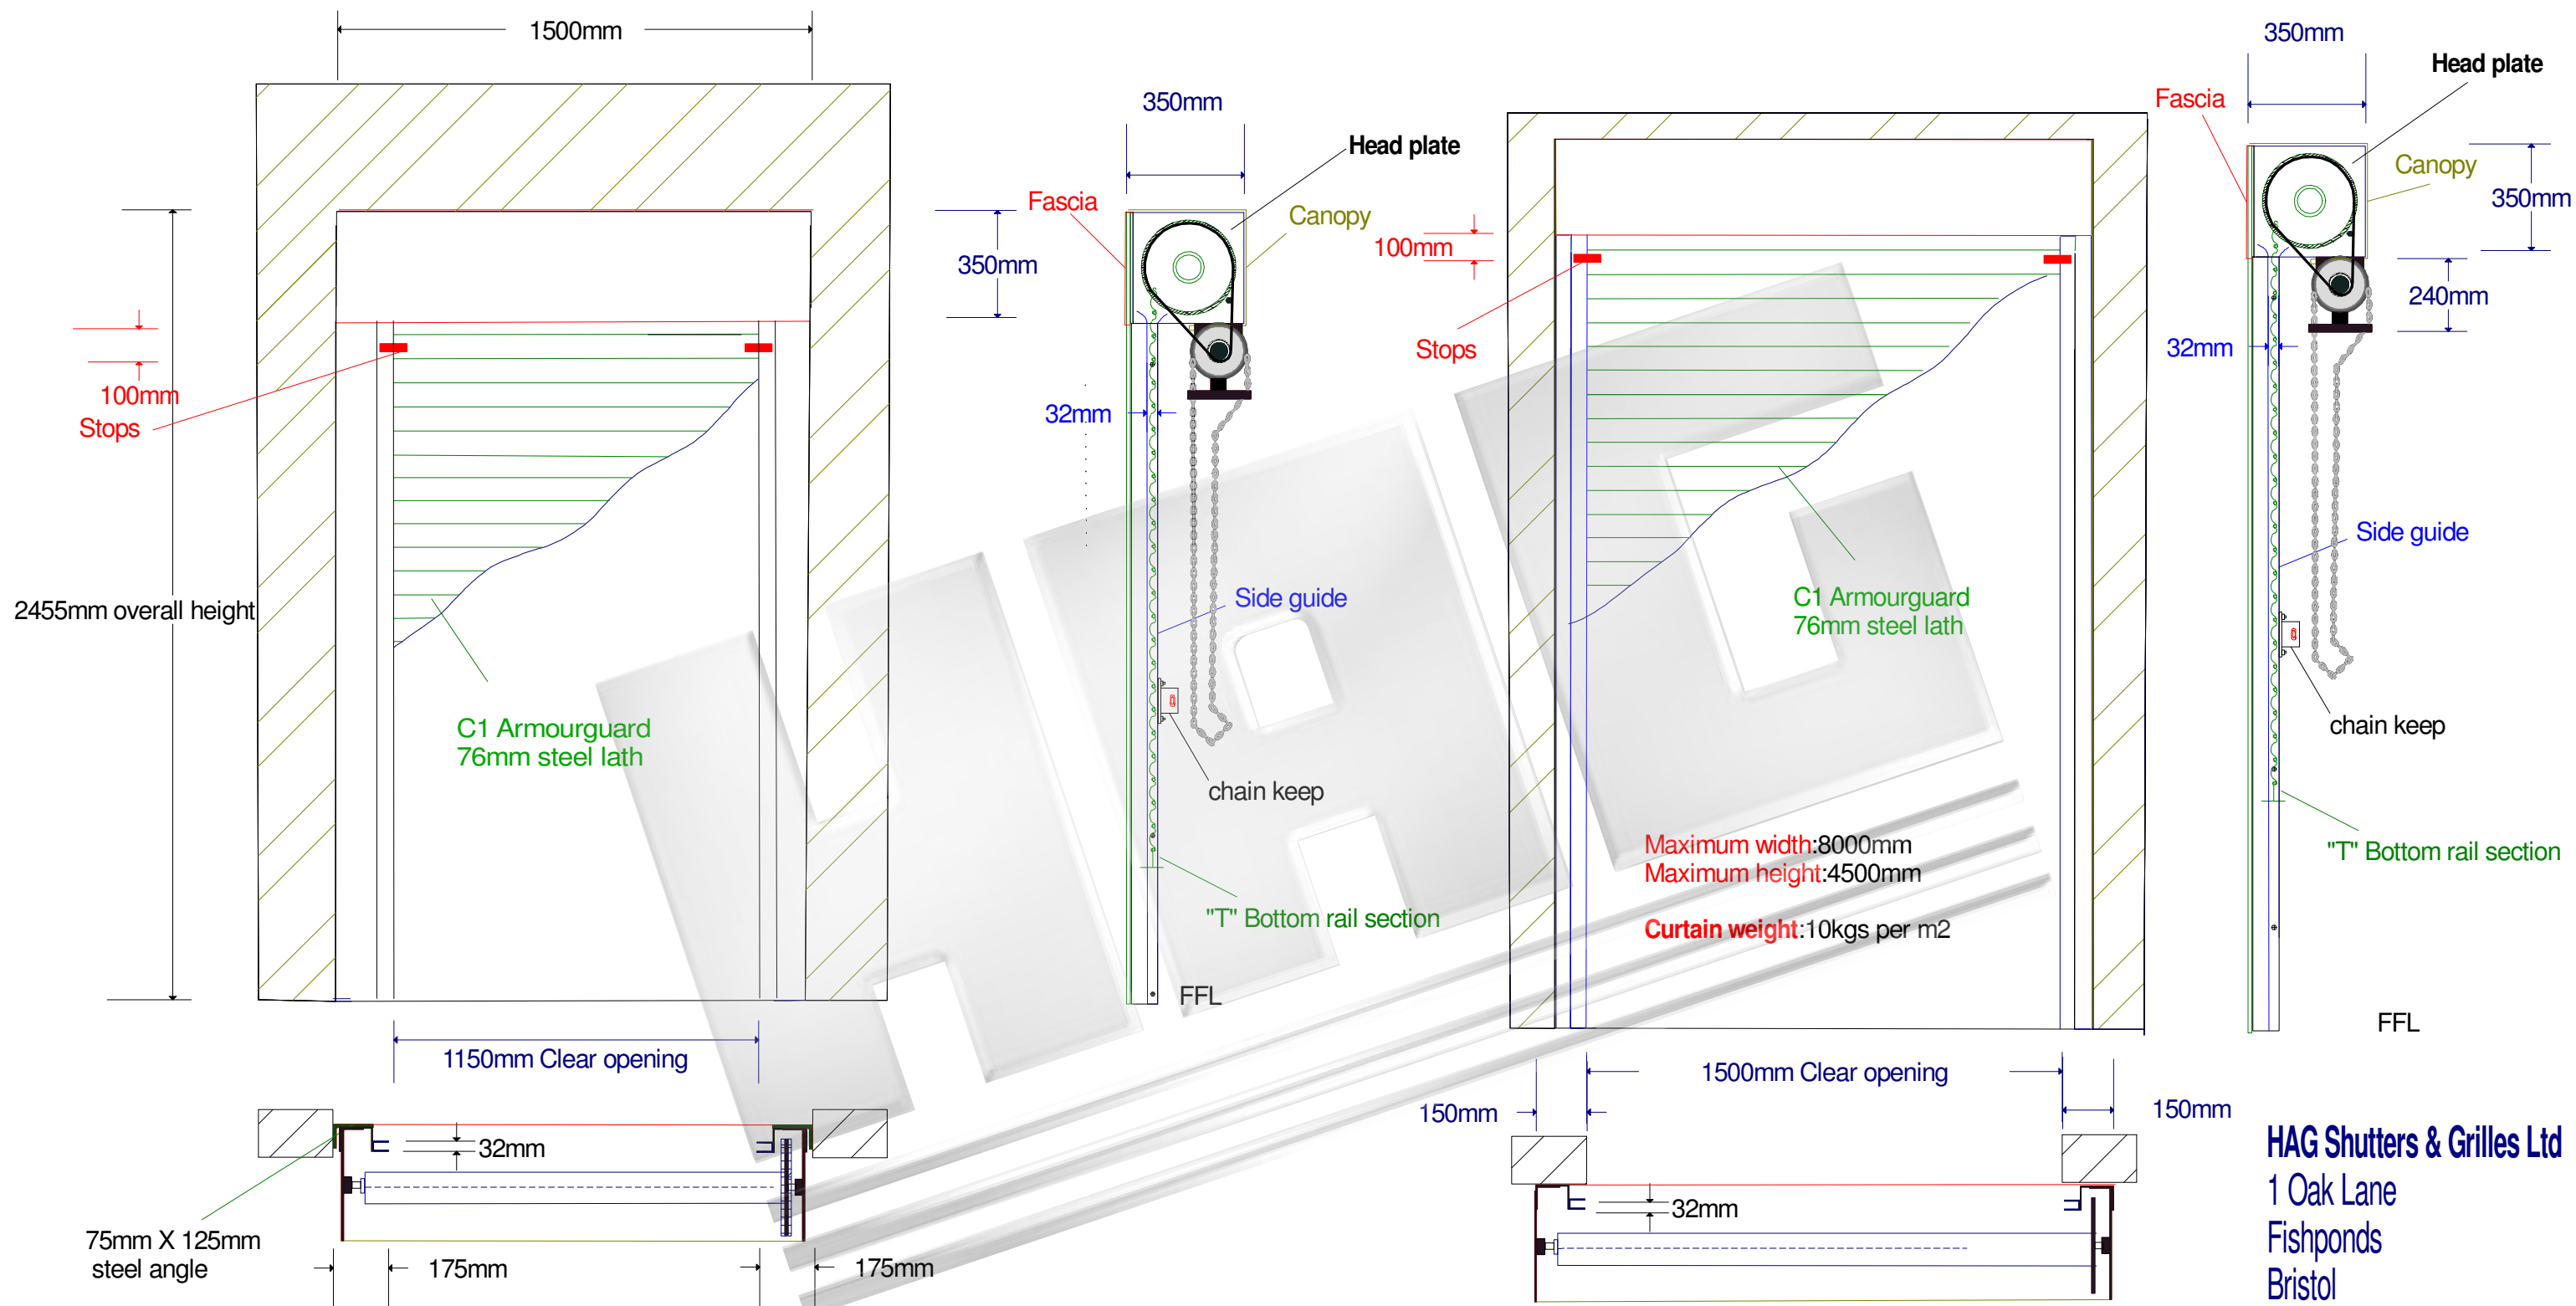 1500mm
350mm
Head plate
Fascia
Canopy
350mm
100mm
Stops
32mm
2455mm overall height
Side guide
C1 Armourguard
76mm steel lath
chain keep
"T" Bottom rail section
FFL
1150mm Clear opening
32mm
75mm X 125mm
steel angle
175mm
175mm
350mm
Head plate
Fascia
Canopy
350mm
100mm
240mm
Stops
32mm
Side guide
C1 Armourguard
76mm steel lath
chain keep
"T" Bottom rail section
Maximum width:8000mm
Maximum height:4500mm
Curtain weight:10kgs per m2
FFL
1500mm Clear opening
150mm
150mm
32mm
HAG Shutters & Grilles Ltd
1 Oak Lane
Fishponds
Bristol
HAG